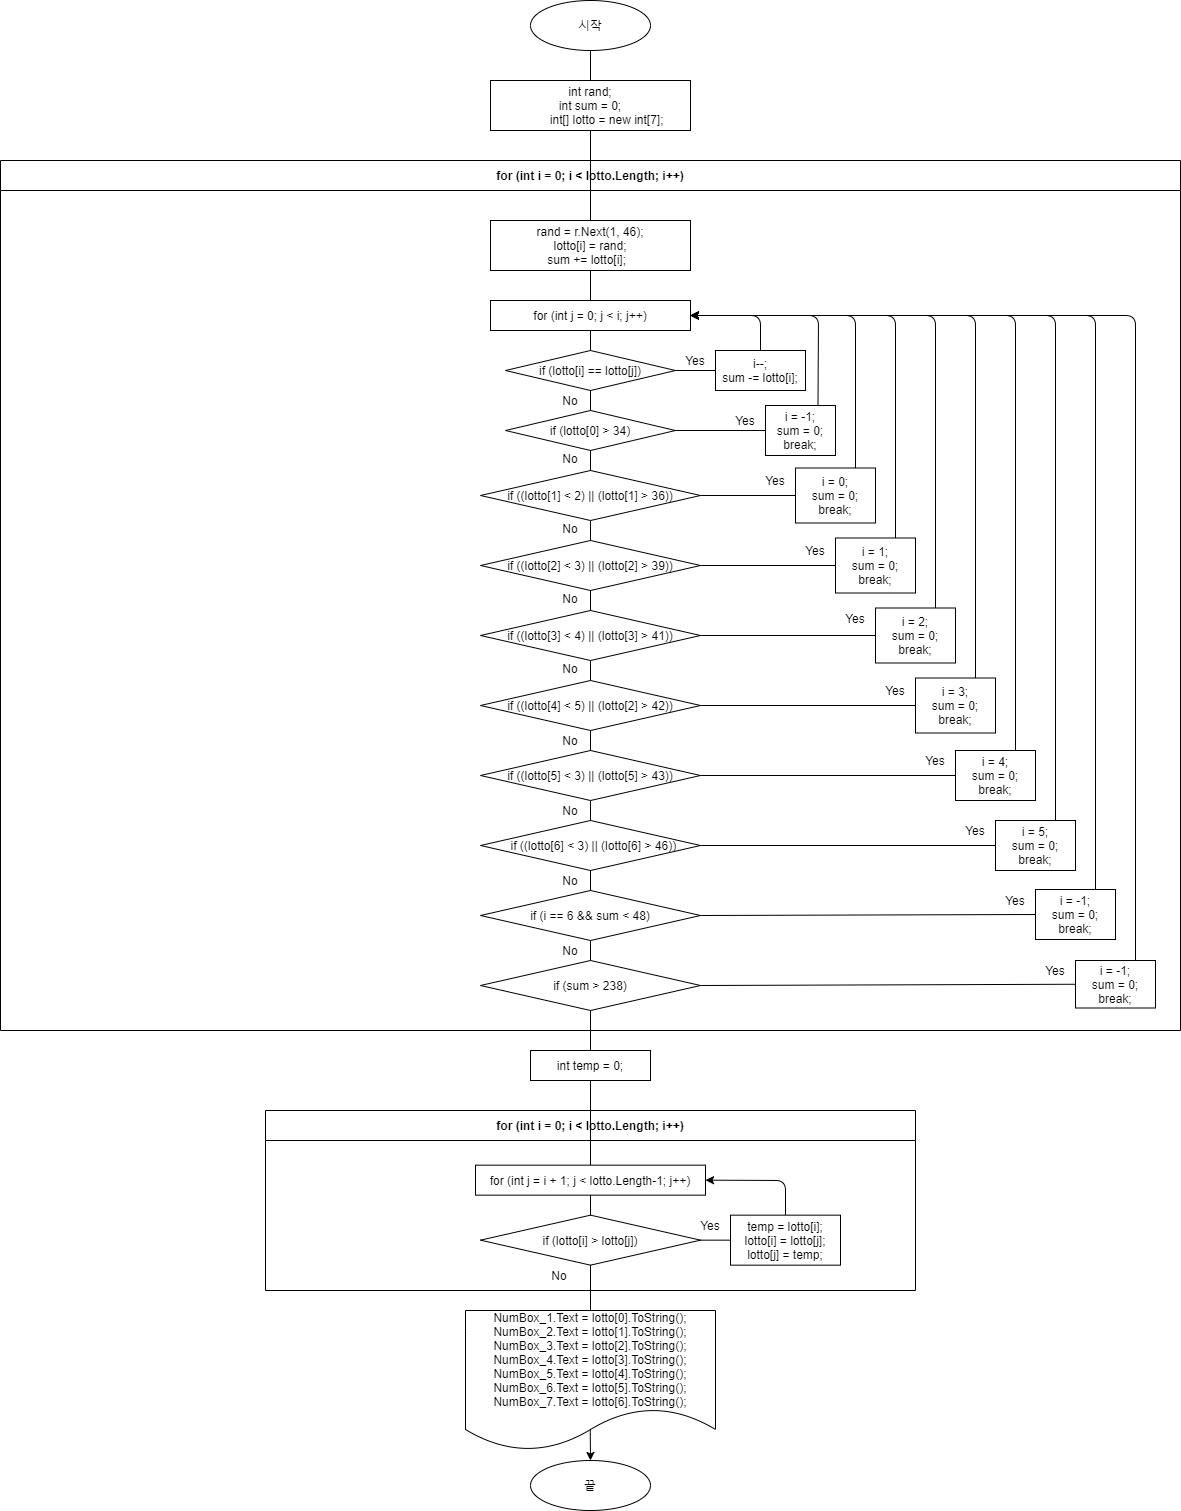 시작
int rand;
int sum = 0;
int[] lotto = new int[7];
for (int i = 0; i < lotto.Length; i++)
rand = r.Next(1, 46);
lotto[i] = rand;
sum += lotto[i];
for (int j = 0; j < i; j++)
if (lotto[i] == lotto[j])
Yes
i--;
sum -= lotto[i];
No
if (lotto[0] > 34)
Yes
i = -1;
sum = 0;
break;
No
if ((lotto[1] < 2) || (lotto[1] > 36))
Yes
i = 0;
sum = 0;
break;
No
if ((lotto[2] < 3) || (lotto[2] > 39))
Yes
i = 1;
sum = 0;
break;
No
if ((lotto[3] < 4) || (lotto[3] > 41))
Yes
i = 2;
sum = 0;
break;
No
if ((lotto[4] < 5) || (lotto[2] > 42))
Yes
i = 3;
sum = 0;
break;
No
if ((lotto[5] < 3) || (lotto[5] > 43))
Yes
i = 4;
sum = 0;
break;
No
if ((lotto[6] < 3) || (lotto[6] > 46))
Yes
i = 5;
sum = 0;
break;
No
if (i == 6 && sum < 48)
Yes
i = -1;
sum = 0;
break;
No
if (sum > 238)
Yes
i = -1;
sum = 0;
break;
int temp = 0;
for (int i = 0; i < lotto.Length; i++)
for (int j = i + 1; j < lotto.Length-1; j++)
if (lotto[i] > lotto[j])
Yes
temp = lotto[i];
lotto[i] = lotto[j];
lotto[j] = temp;
No
NumBox_1.Text = lotto[0].ToString();
NumBox_2.Text = lotto[1].ToString();
NumBox_3.Text = lotto[2].ToString();
NumBox_4.Text = lotto[3].ToString();
NumBox_5.Text = lotto[4].ToString();
NumBox_6.Text = lotto[5].ToString();
NumBox_7.Text = lotto[6].ToString();
끝